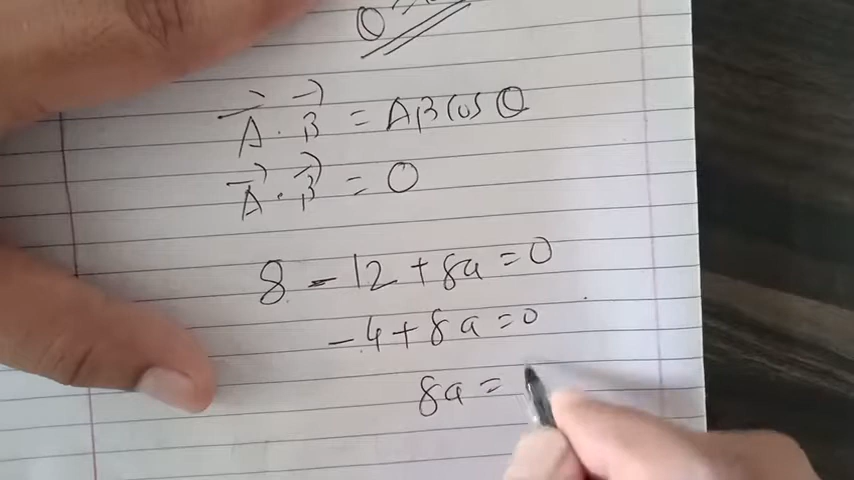 A⃗ · B⃗ = AB cos θ
A⃗ · B⃗ = 0
8 - 12 + 8a = 0
-4 + 8a = 0
8a =